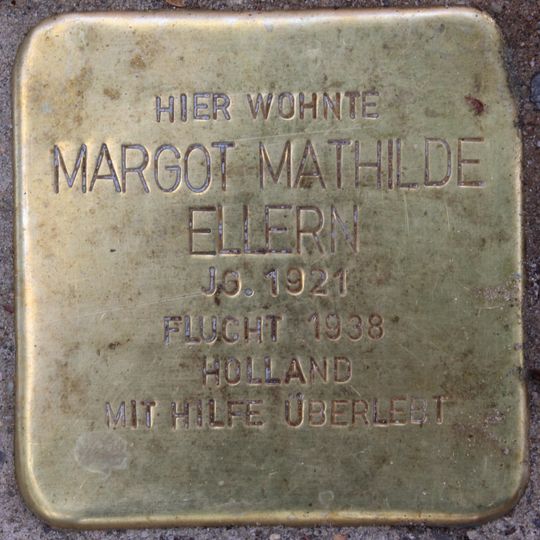 HIER WOHNTE
MARGOT MATHILDE
ELLERN
JG. 1921
FLUCHT 1938
HOLLAND
MIT HILFE ÜBERLEBT